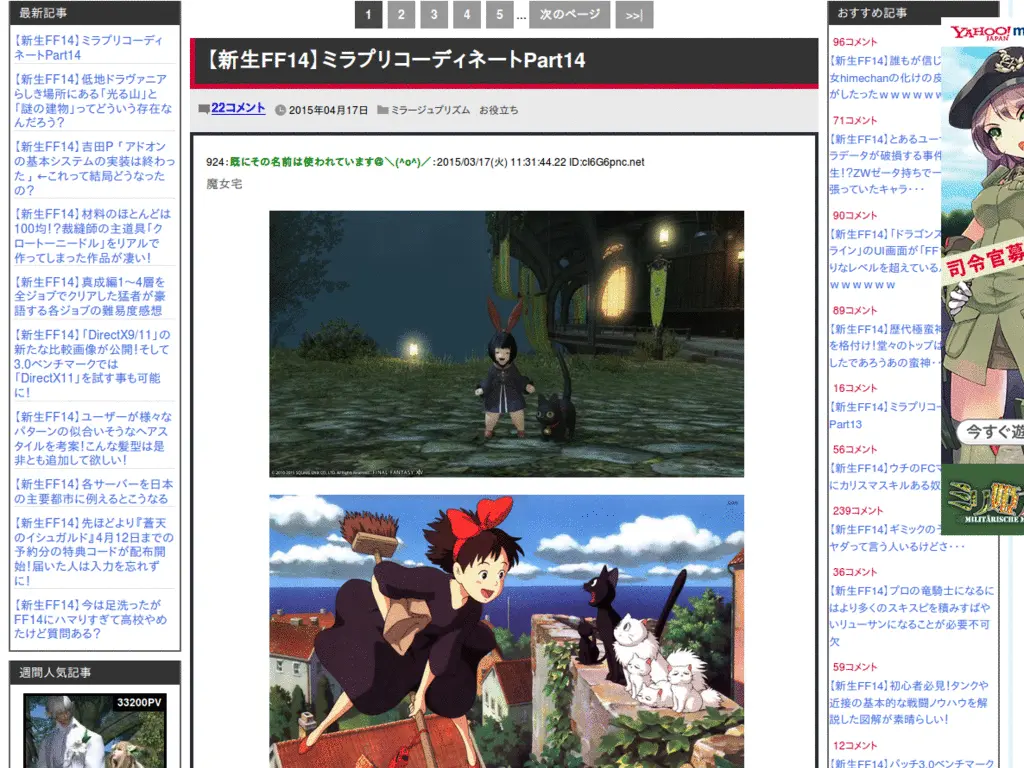 最新記事
【新生FF14】ミラプリコーディ
ネートPart14
【新生FF14】低地ドラヴァニア
らしき場所にある「光る山」と
「謎の建物」ってどういう存在な
んだろう?
【新生FF14】吉田P「アドオン
の基本システムの実装は終わっ
た」←これって結局どうなった
の?
【新生FF14】材料のほとんどは
100均!?裁縫師の主道具「ク
ロートーニードル」をリアルで
作ってしまった作品が凄い!
【新生FF14】真成編1~4層を
全ジョブでクリアした猛者が豪
語する各ジョブの難易度感想
【新生FF14】「DirectX9/11」の
新たな比較画像が公開!そして
3.0ベンチマークでは
「DirectX11」を試す事も可能
に!
【新生FF14】ユーザーが様々な
パターンの似合いそうなヘアス
タイルを考案!こんな髪型は是
非とも追加して欲しい!
【新生FF14】各サーバーを日本
の主要都市に例えるとこうなる
【新生FF14】先ほどより『蒼天
のイシュガルド』4月12日までの
予約分の特典コードが配布開
始!届いた人は入力を忘れず
に!
【新生FF14】今は足洗ったが
FF14にハマりすぎて高校やめ
たけど質問ある?
週間人気記事
33200PV
1 2 3 4 5 ... 次のページ >>|
【新生FF14】ミラプリコーディネートPart14
22コメント 2015年04月17日 ミラージュプリズム お役立ち
924:既にその名前は使われています@\(^o^)/:2015/03/17(火) 11:31:44.22 ID:cI6G6pnc.net
魔女宅
FINAL FANTASY XIV
おすすめ記事
96コメント
【新生FF14】誰もが信じ
女himechanの化けの皮
がしたったｗｗｗｗｗｗ
71コメント
【新生FF14】とあるユー
ラデータが破損する事件
生!?ZWゼータ持ちで一
張っていたキャラ・・・
90コメント
【新生FF14】「ドラゴンズ
ライン」のUI画面が「FF
りなレベルを超えている
ｗｗｗｗｗｗ
89コメント
【新生FF14】歴代極蛮神
を格付け!堂々のトップは
したであろうあの蛮神・・
16コメント
【新生FF14】ミラプリコー
Part13
56コメント
【新生FF14】ウチのFCマ
にカリスマスキルある奴
239コメント
【新生FF14】ギミックの
ヤダって言う人いるけどさ・・・
36コメント
【新生FF14】プロの竜騎士になるに
はより多くのスキスピを積みすばや
いリューサンになることが必要不可
欠
59コメント
【新生FF14】初心者必見!タンクや
近接の基本的な戦闘ノウハウを解
説した図解が素晴らしい!
12コメント
【新生FF14】パッチ3.0ベンチマーク
YAHOO! m
JAPAN
司令官募
今すぐ遊
ミリ姫
MILITÄRISCHE